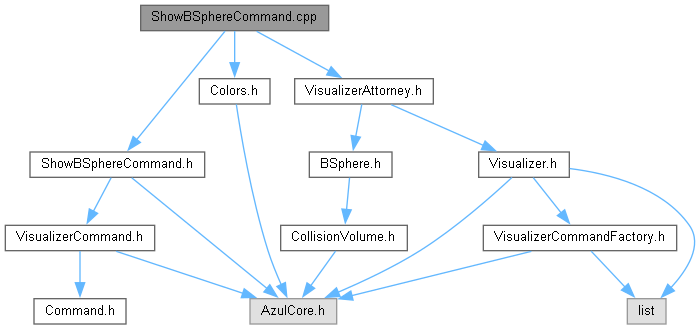 ShowBSphereCommand.cpp
Colors.h
VisualizerAttorney.h
ShowBSphereCommand.h
BSphere.h
Visualizer.h
VisualizerCommand.h
CollisionVolume.h
VisualizerCommandFactory.h
Command.h
AzulCore.h
list